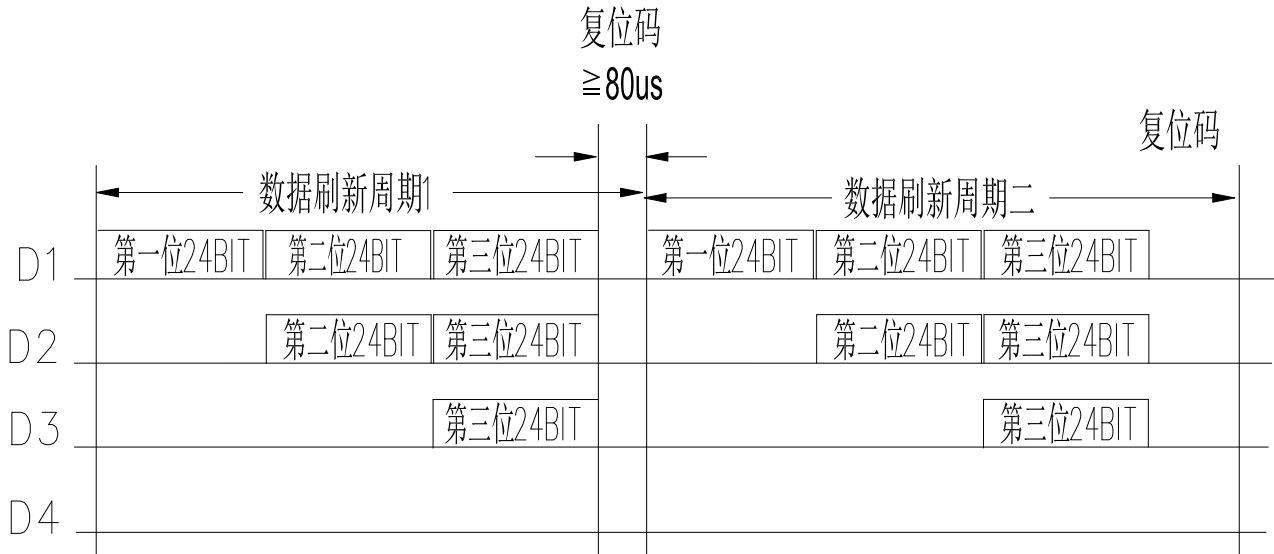 复位码
≧80us
复位码
数据刷新周期1
数据刷新周期二
D1 第一位24BIT 第二位24BIT 第三位24BIT 第一位24BIT 第二位24BIT 第三位24BIT
D2 第二位24BIT 第三位24BIT 第二位24BIT 第三位24BIT
D3 第三位24BIT 第三位24BIT
D4